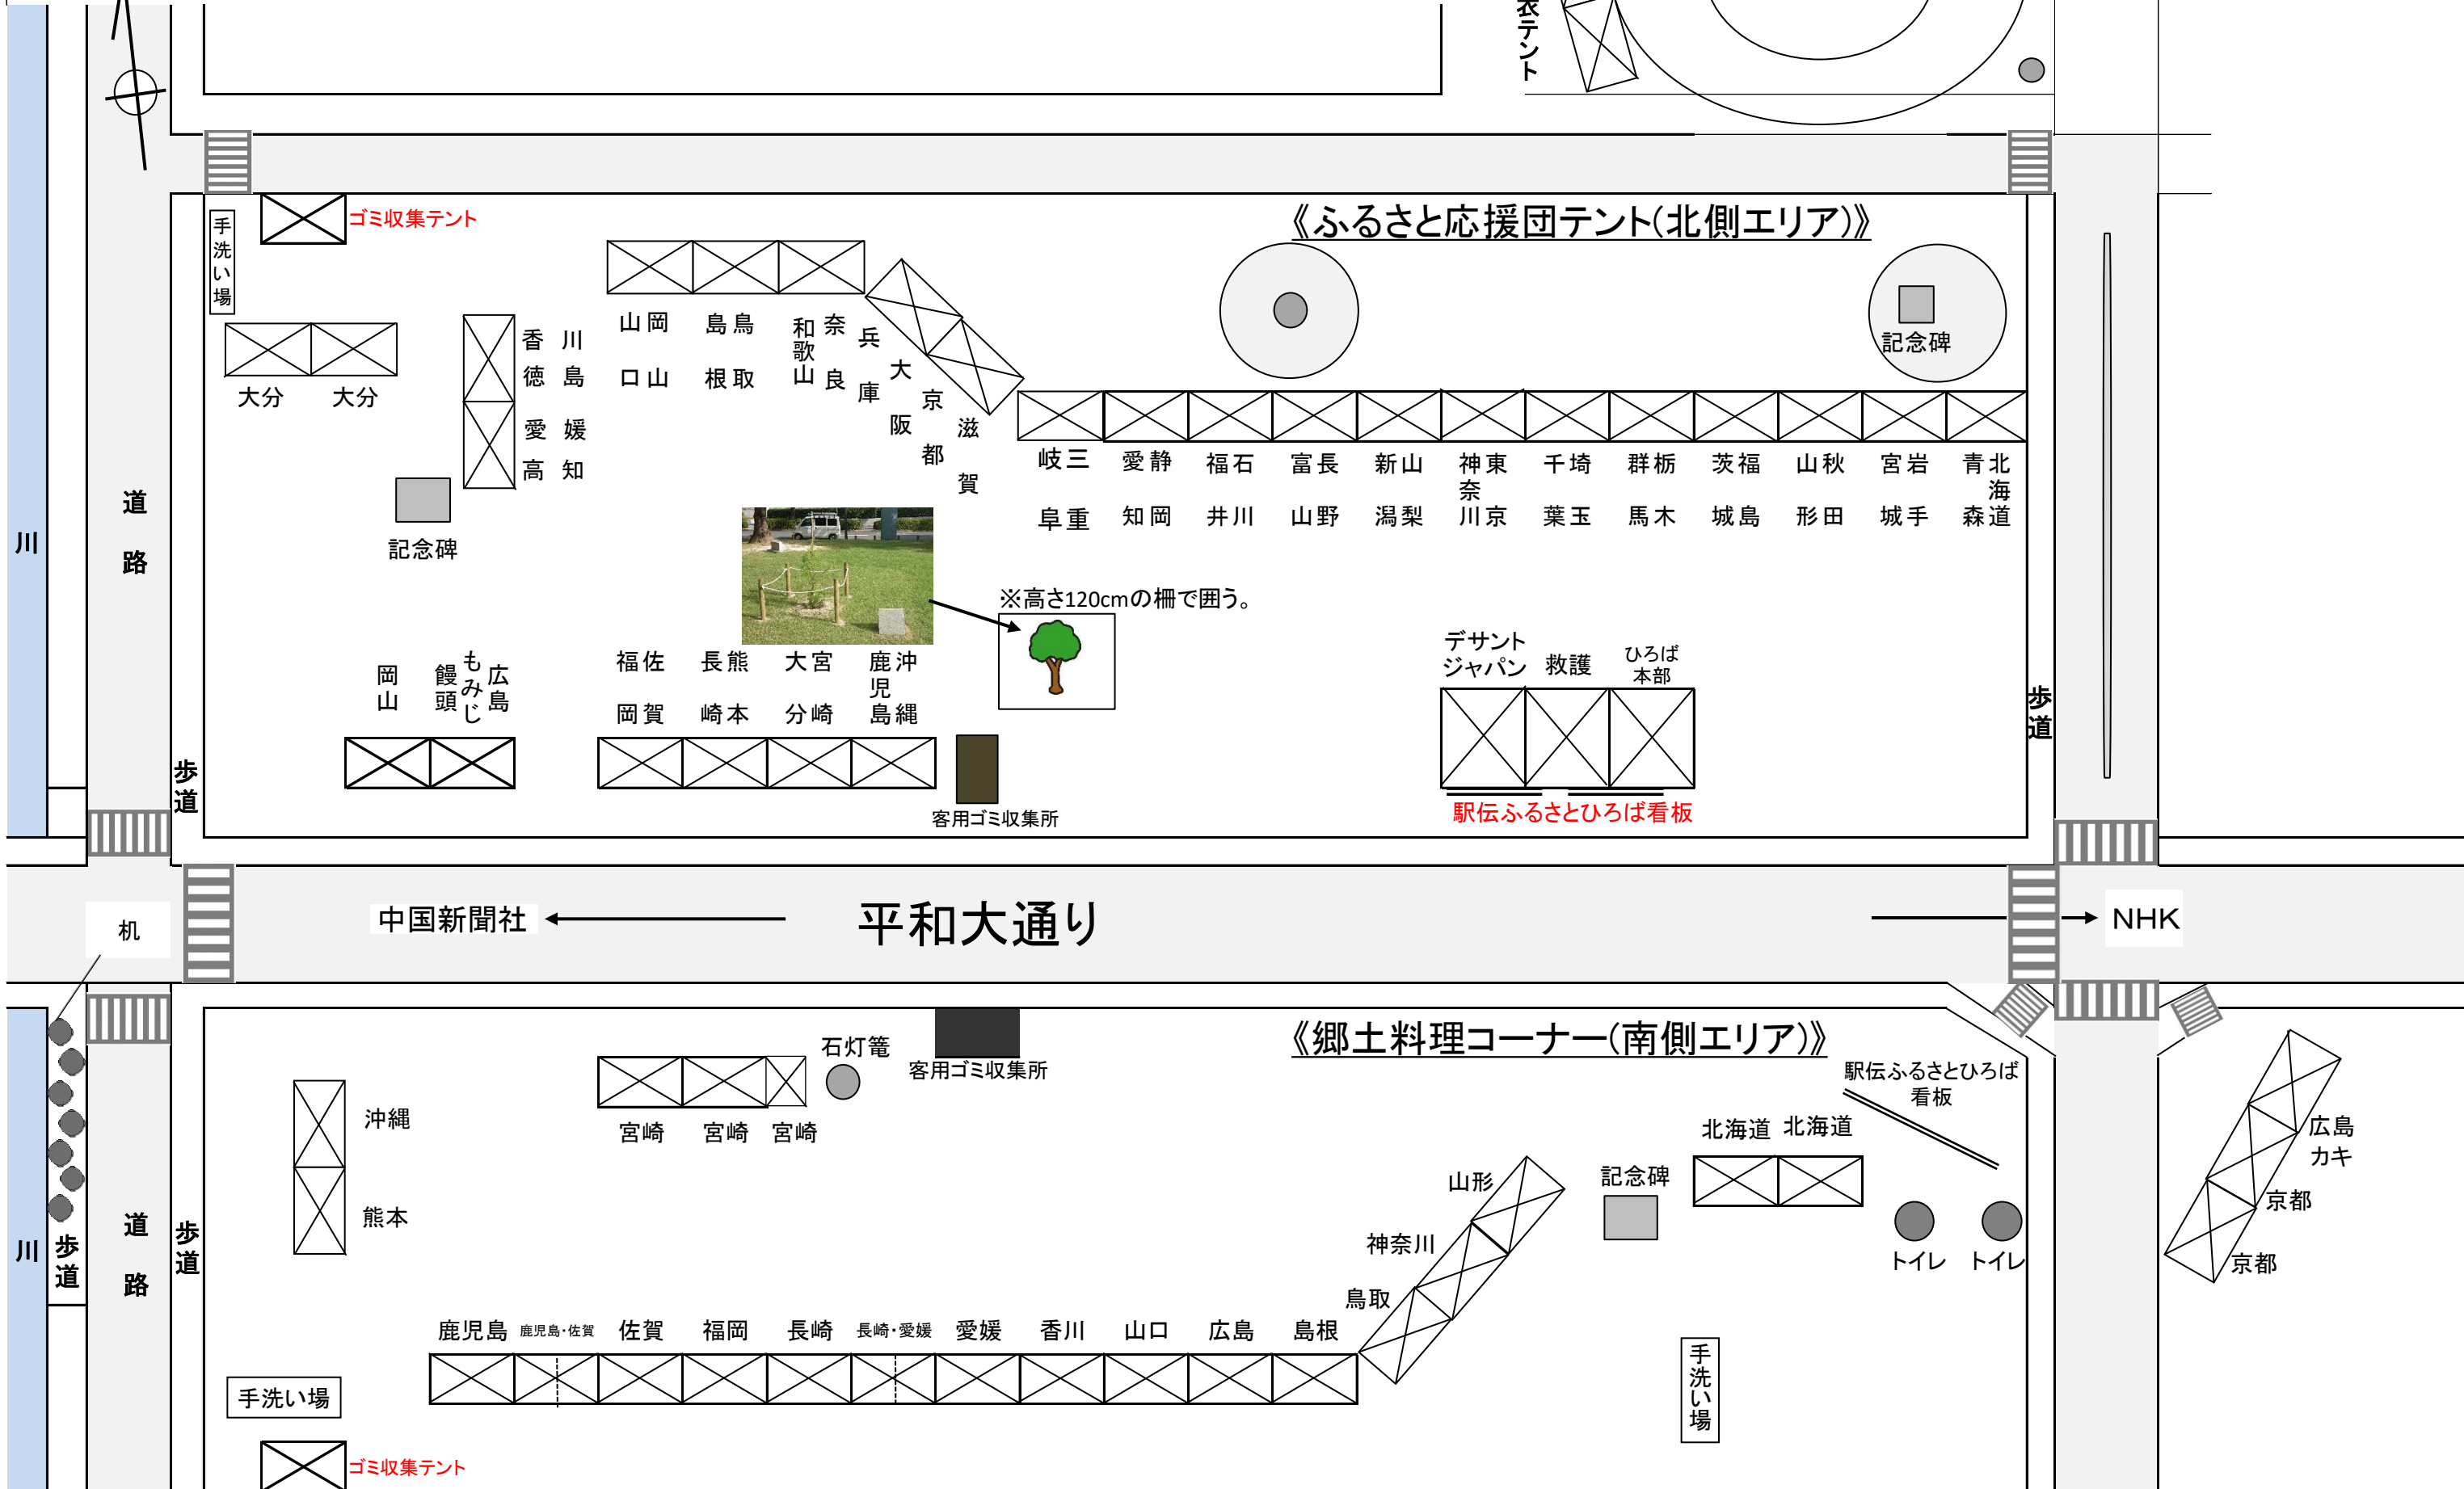 衣テント
ゴミ収集テント
手洗い場
《ふるさと応援団テント(北側エリア)》
記念碑
大分
大分
香川
徳島
愛媛
高知
山口
岡山
島根
鳥取
和歌山
奈良
兵庫
大阪
京都
滋賀
岐阜
三重
愛知
静岡
福井
石川
富山
長野
新潟
山梨
神奈川
東京
千葉
埼玉
群馬
栃木
茨城
福島
山形
秋田
宮城
岩手
青森
北海道
記念碑
川
道路
※高さ120cmの柵で囲う。
岡山
広島
もみじ
饅頭
福岡
佐賀
長崎
熊本
大分
宮崎
鹿児島
沖縄
デサント
ジャパン
救護
ひろば
本部
歩道
歩道
客用ゴミ収集所
駅伝ふるさとひろば看板
机
中国新聞社
平和大通り
NHK
《郷土料理コーナー(南側エリア)》
石灯篭
客用ゴミ収集所
駅伝ふるさとひろば
看板
沖縄
熊本
宮崎
宮崎
宮崎
北海道
北海道
広島
カキ
京都
京都
記念碑
山形
神奈川
鳥取
トイレ
トイレ
川
歩道
道路
歩道
鹿児島
鹿児島・佐賀
佐賀
福岡
長崎
長崎・愛媛
愛媛
香川
山口
広島
島根
手洗い場
手洗い場
ゴミ収集テント